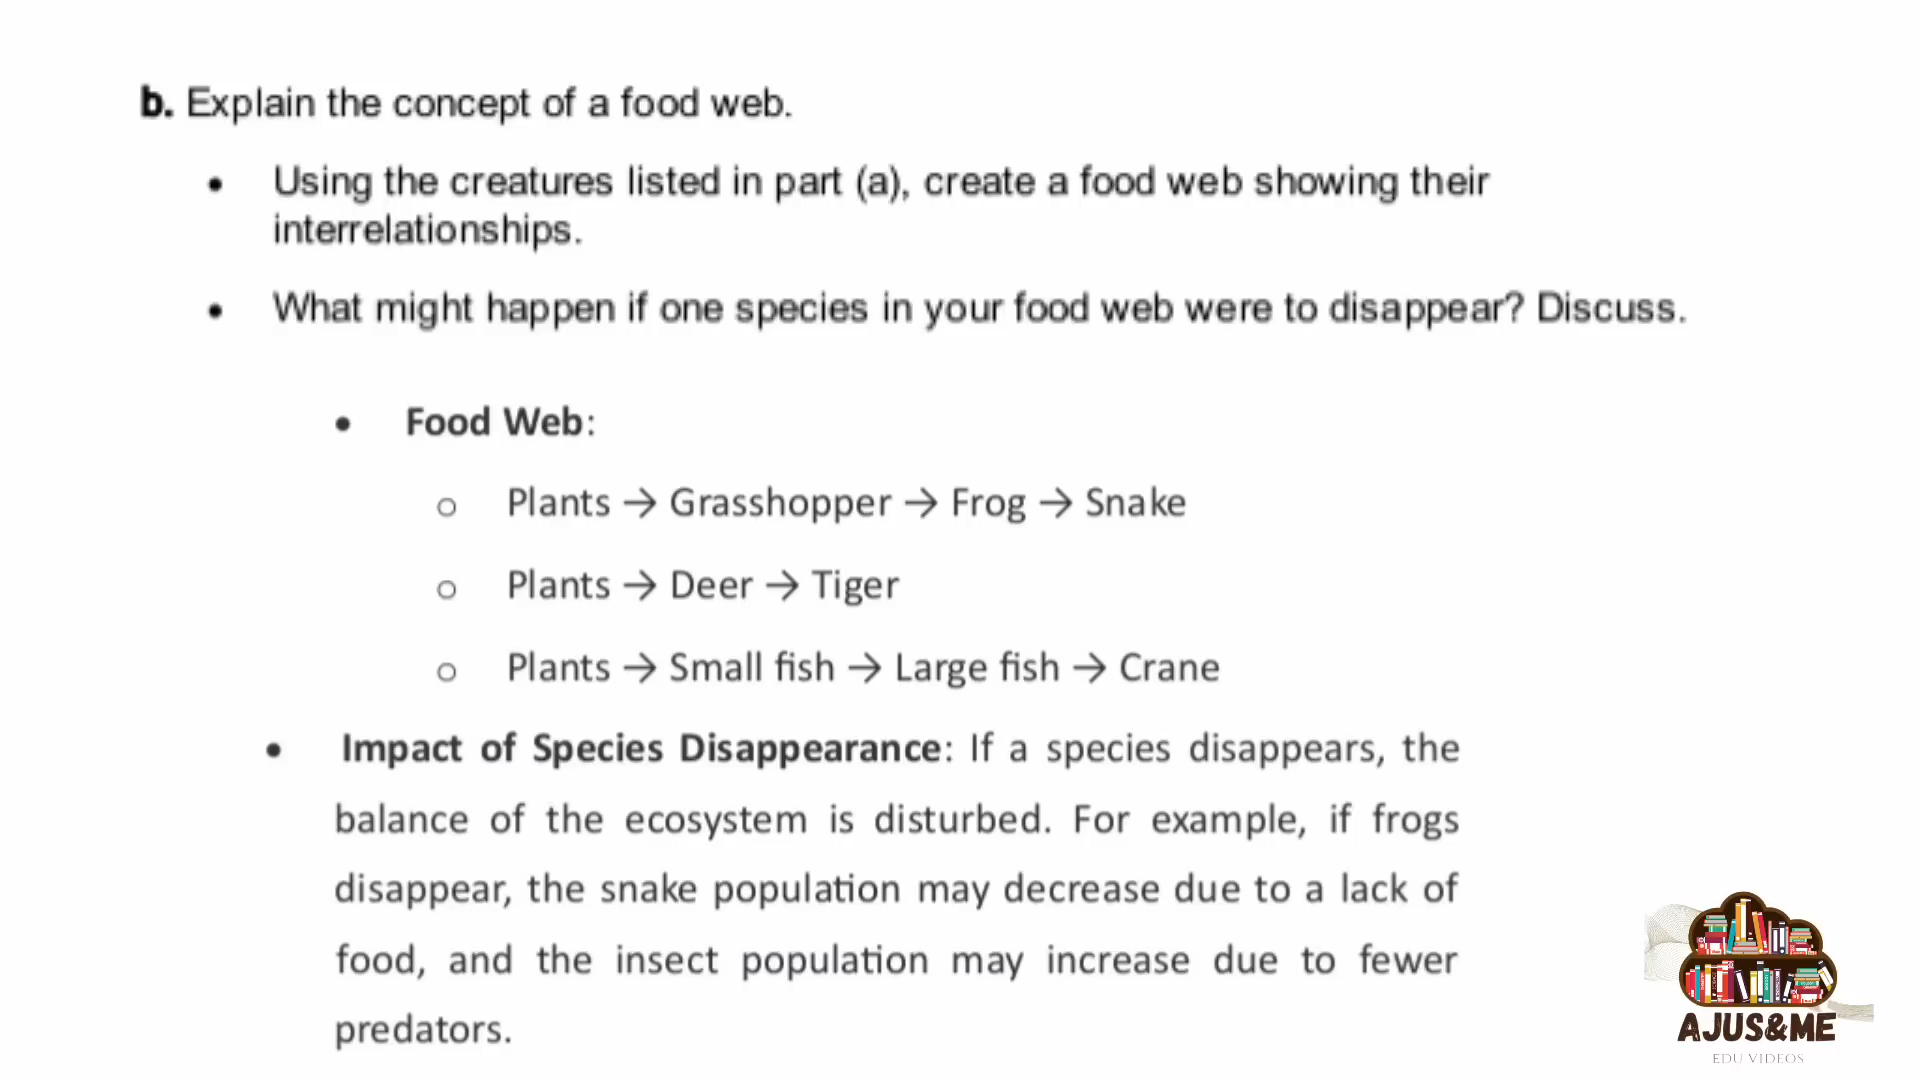 b. Explain the concept of a food web.
• Using the creatures listed in part (a), create a food web showing their
interrelationships.
• What might happen if one species in your food web were to disappear? Discuss.
• Food Web:
o Plants → Grasshopper → Frog → Snake
o Plants → Deer → Tiger
o Plants → Small fish → Large fish → Crane
• Impact of Species Disappearance: If a species disappears, the
balance of the ecosystem is disturbed. For example, if frogs
disappear, the snake population may decrease due to a lack of
food, and the insect population may increase due to fewer
predators.
AJUS&ME
EDU VIDEOS